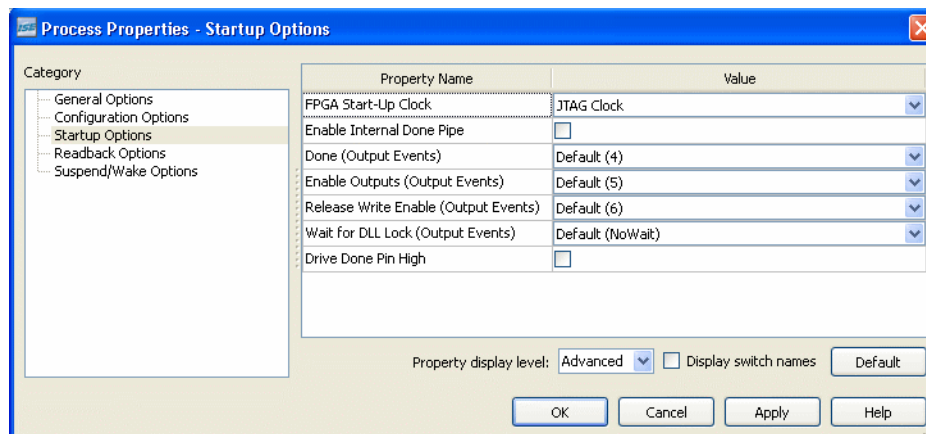 ISE Process Properties - Startup Options
Category
General Options
Configuration Options
Startup Options
Readback Options
Suspend/Wake Options
Property Name Value
FPGA Start-Up Clock JTAG Clock
Enable Internal Done Pipe
Done (Output Events) Default (4)
Enable Outputs (Output Events) Default (5)
Release Write Enable (Output Events) Default (6)
Wait for DLL Lock (Output Events) Default (NoWait)
Drive Done Pin High
Property display level: Advanced Display switch names Default
OK Cancel Apply Help